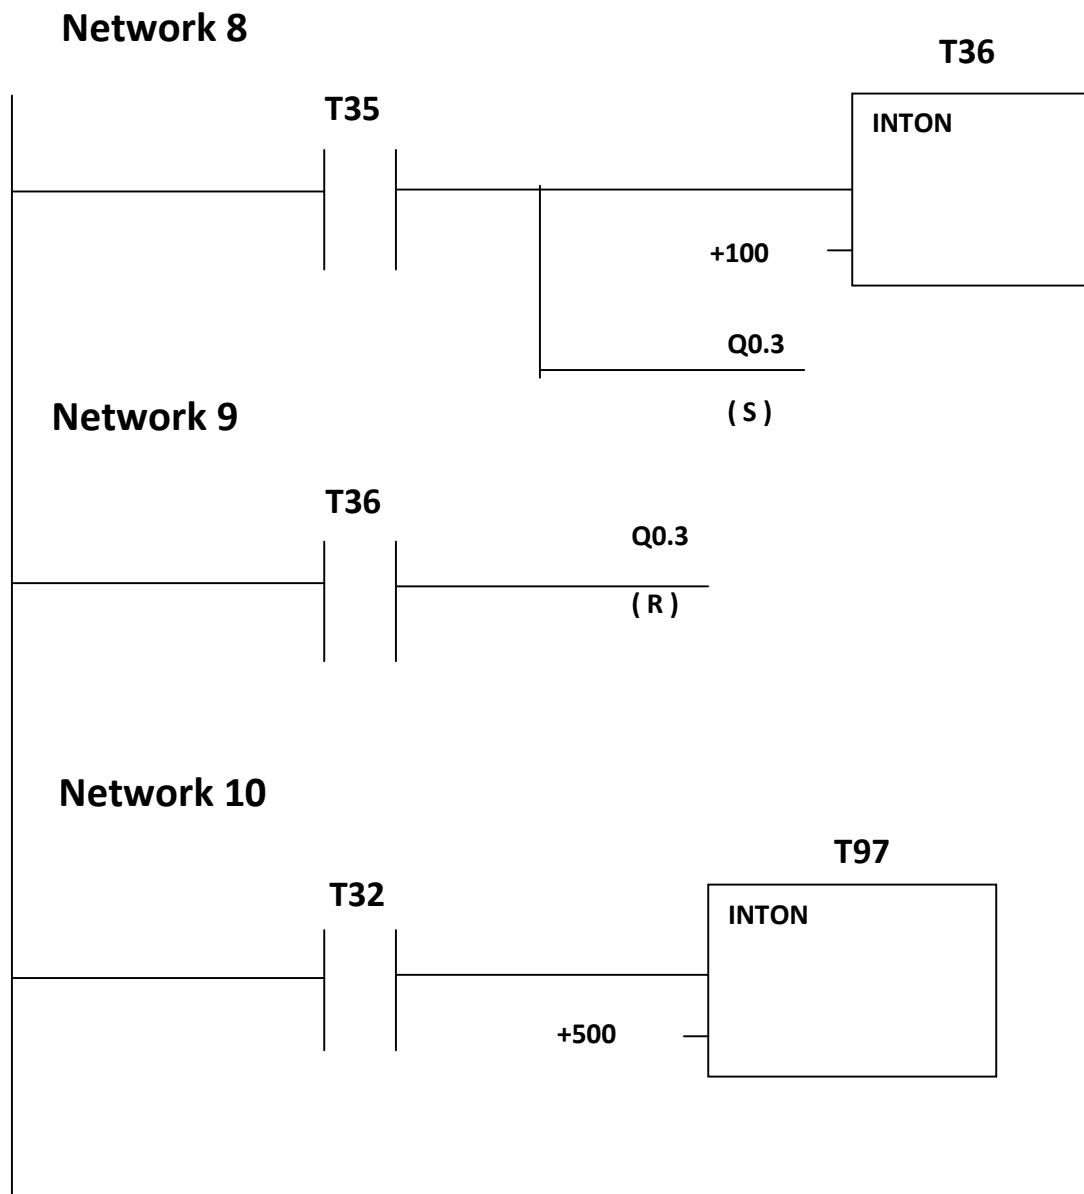 Network 8
T36
T35
INTON
+100
Q0.3
( S )
Network 9
T36
Q0.3
( R )
Network 10
T97
T32
INTON
+500